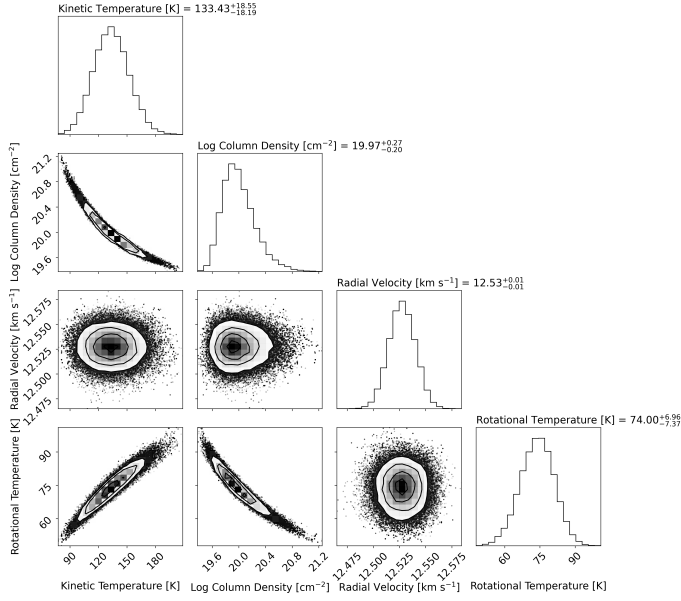 Kinetic Temperature [K] = 133.43+18.55−18.19
Log Column Density [cm−2] = 19.97+0.27−0.20
Log Column Density [cm−2]
21.2
20.8
20.4
20.0
19.6
Radial Velocity [km s−1] = 12.53+0.01−0.01
Radial Velocity [km s−1]
12.575
12.550
12.525
12.500
12.475
Rotational Temperature [K] = 74.00+6.96−7.37
Rotational Temperature [K]
90
75
60
90 120 150 180
19.6 20.0 20.4 20.8 21.2
12.475 12.500 12.525 12.550 12.575
60 75 90
Kinetic Temperature [K] Log Column Density [cm−2] Radial Velocity [km s−1] Rotational Temperature [K]